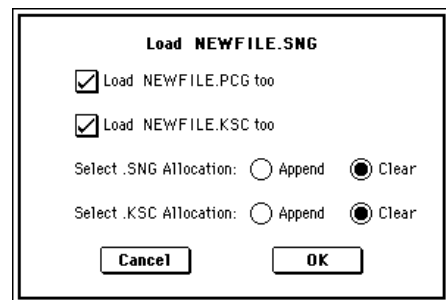 Load NEWFILE.SNG
Load NEWFILE.PCG too
Load NEWFILE.KSC too
Select .SNG Allocation: Append Clear
Select .KSC Allocation: Append Clear
Cancel OK